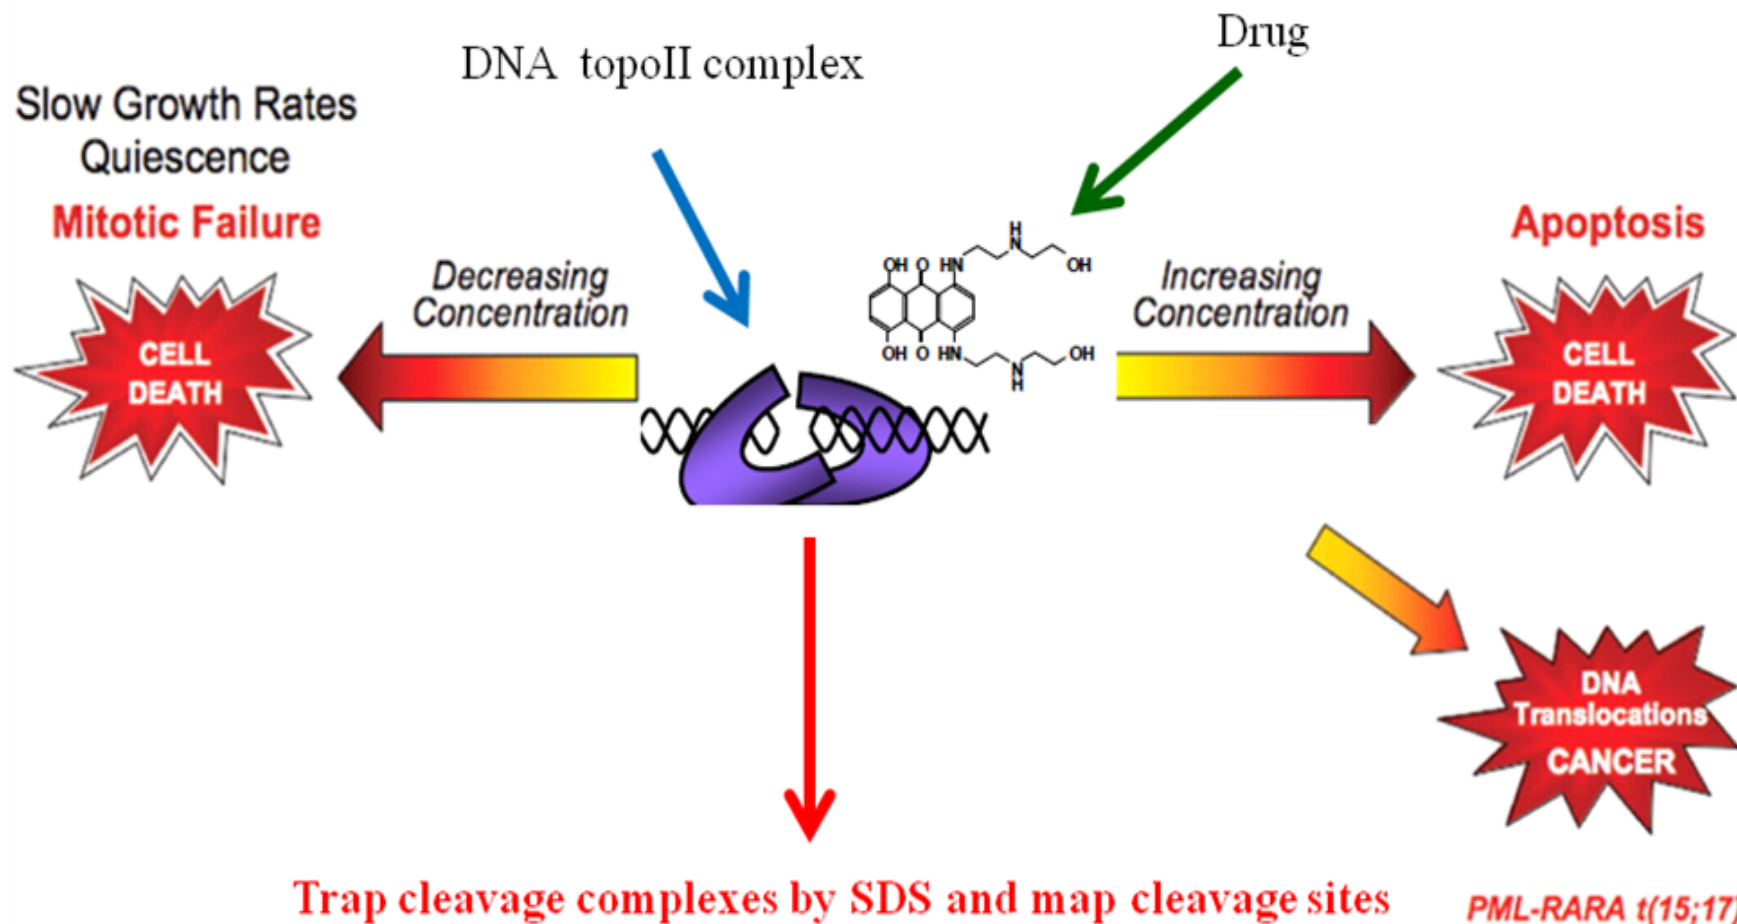 Drug
DNA topoII complex
Slow Growth Rates
Quiescence
Mitotic Failure
CELL
DEATH
Decreasing
Concentration
OH O HN
H
N
OH
OH O HN
N
H
OH
Increasing
Concentration
Apoptosis
CELL
DEATH
DNA
Translocations
CANCER
Trap cleavage complexes by SDS and map cleavage sites
PML-RARA t(15;17)